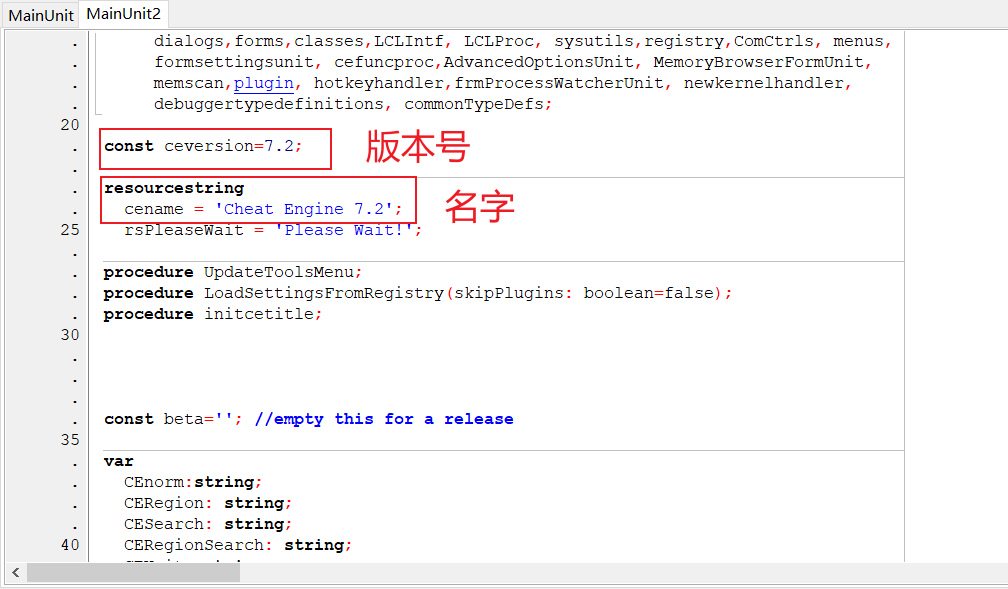 MainUnit MainUnit2
. dialogs,forms,classes,LCLIntf, LCLProc, sysutils,registry,ComCtrls, menus,
. formsettingsunit, cefuncproc,AdvancedOptionsUnit, MemoryBrowserFormUnit,
. memscan,plugin, hotkeyhandler,frmProcessWatcherUnit, newkernelhandler,
. debuggertypedefinitions, commonTypeDefs;
20
. const ceversion=7.2; 版本号
.
. resourcestring
. cename = 'Cheat Engine 7.2'; 名字
25 rsPleaseWait = 'Please Wait!';
.
. procedure UpdateToolsMenu;
. procedure LoadSettingsFromRegistry(skipPlugins: boolean=false);
. procedure initcetitle;
30
.
.
.
. const beta=''; //empty this for a release
35
. var
. CEnorm:string;
. CERegion: string;
. CESearch: string;
40 CERegionSearch: string;